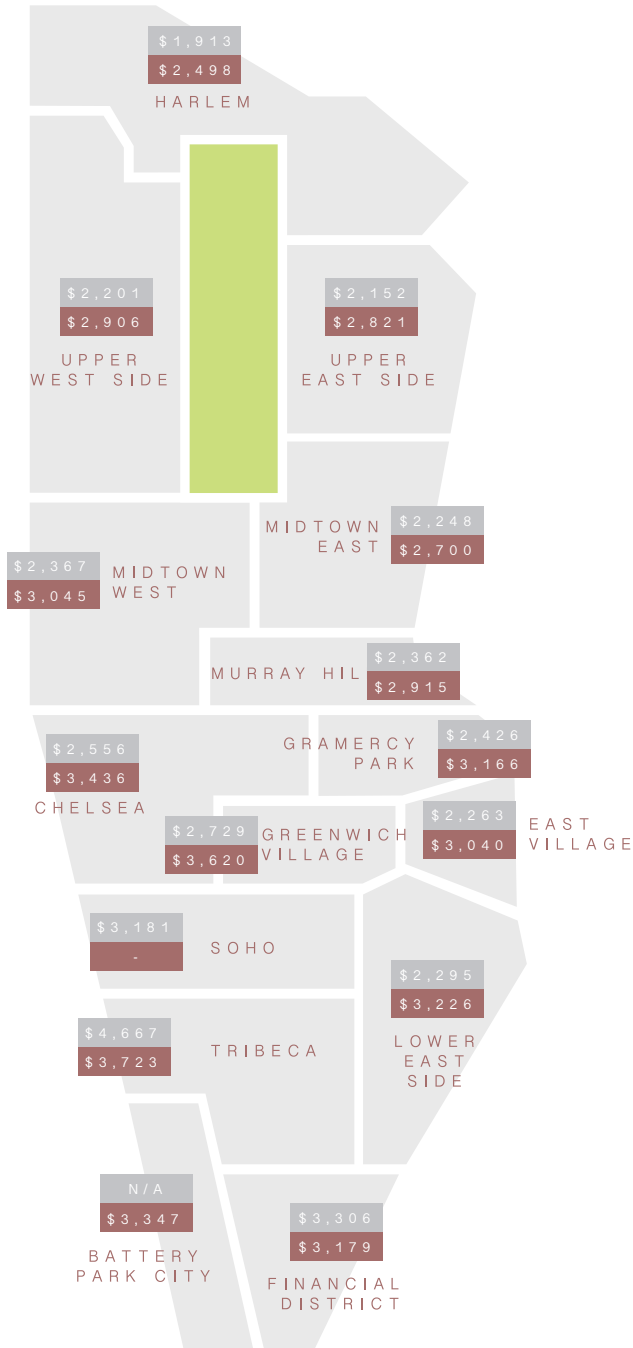 $1,913
$2,498
HARLEM
$2,201
$2,906
UPPER
WEST SIDE
$2,152
$2,821
UPPER
EAST SIDE
MIDTOWN
EAST
$2,248
$2,700
$2,367
$3,045
MIDTOWN
WEST
MURRAY HIL
$2,362
$2,915
$2,556
$3,436
CHELSEA
GRAMERCY
PARK
$2,426
$3,166
$2,729
$3,620
GREENWICH
VILLAGE
$2,263
$3,040
EAST
VILLAGE
$3,181
-
SOHO
$2,295
$3,226
LOWER
EAST
SIDE
$4,667
$3,723
TRIBECA
N/A
$3,347
BATTERY
PARK CITY
$3,306
$3,179
FINANCIAL
DISTRICT